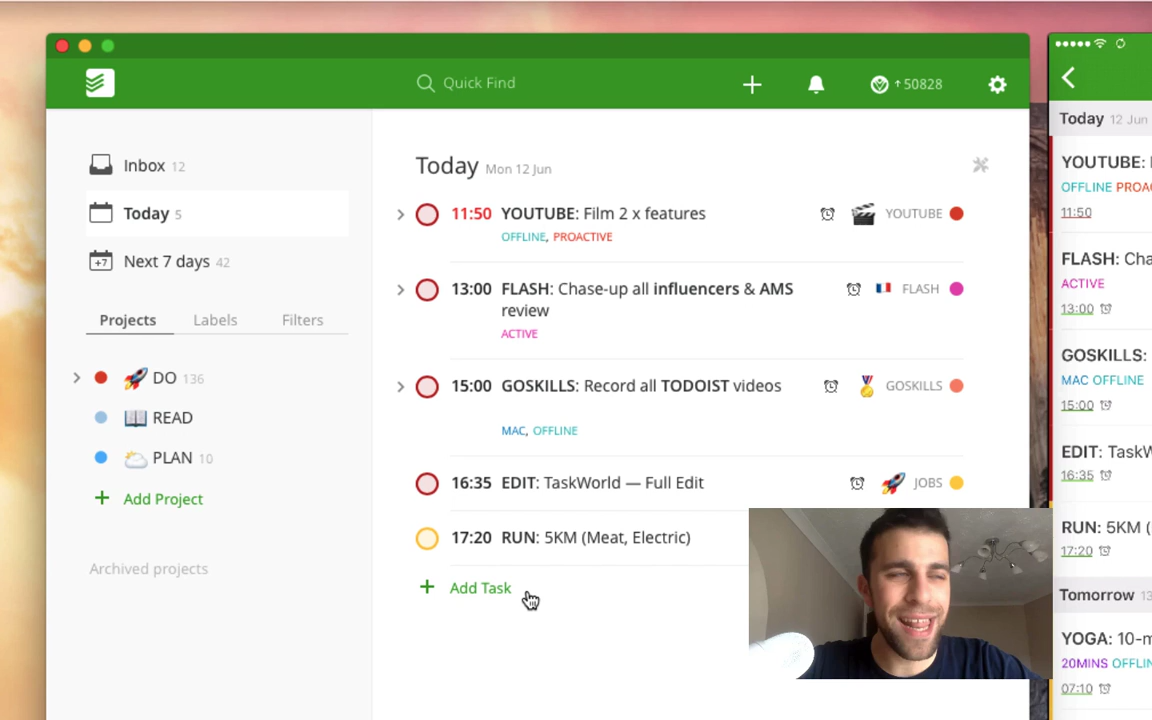 Quick Find
↑50828
Inbox 12
Today 5
+7 Next 7 days 42
Projects Labels Filters
DO 136
READ
PLAN 10
+ Add Project
Archived projects
Today Mon 12 Jun
11:50 YOUTUBE: Film 2 x features YOUTUBE
OFFLINE, PROACTIVE
13:00 FLASH: Chase-up all influencers & AMS FLASH
review
ACTIVE
15:00 GOSKILLS: Record all TODOIST videos GOSKILLS
MAC, OFFLINE
16:35 EDIT: TaskWorld — Full Edit JOBS
17:20 RUN: 5KM (Meat, Electric)
+ Add Task
Today 12 Jun
YOUTUBE:
OFFLINE PROA
11:50
FLASH: Cha
ACTIVE
13:00
GOSKILLS:
MAC OFFLINE
15:00
EDIT: TaskW
16:35
RUN: 5KM (
17:20
Tomorrow 13
YOGA: 10-m
20MINS OFFLIN
07:10